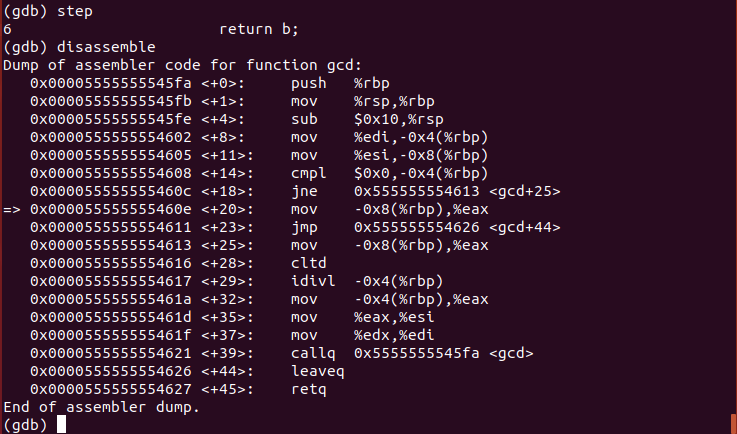 (gdb) step
6                       return b;
(gdb) disassemble
Dump of assembler code for function gcd:
   0x00005555555545fa <+0>:     push   %rbp
   0x00005555555545fb <+1>:     mov    %rsp,%rbp
   0x00005555555545fe <+4>:     sub    $0x10,%rsp
   0x0000555555554602 <+8>:     mov    %edi,-0x4(%rbp)
   0x0000555555554605 <+11>:    mov    %esi,-0x8(%rbp)
   0x0000555555554608 <+14>:    cmpl   $0x0,-0x4(%rbp)
   0x000055555555460c <+18>:    jne    0x555555554613 <gcd+25>
=> 0x000055555555460e <+20>:    mov    -0x8(%rbp),%eax
   0x0000555555554611 <+23>:    jmp    0x555555554626 <gcd+44>
   0x0000555555554613 <+25>:    mov    -0x8(%rbp),%eax
   0x0000555555554616 <+28>:    cltd
   0x0000555555554617 <+29>:    idivl  -0x4(%rbp)
   0x000055555555461a <+32>:    mov    -0x4(%rbp),%eax
   0x000055555555461d <+35>:    mov    %eax,%esi
   0x000055555555461f <+37>:    mov    %edx,%edi
   0x0000555555554621 <+39>:    callq  0x5555555545fa <gcd>
   0x0000555555554626 <+44>:    leaveq
   0x0000555555554627 <+45>:    retq
End of assembler dump.
(gdb)